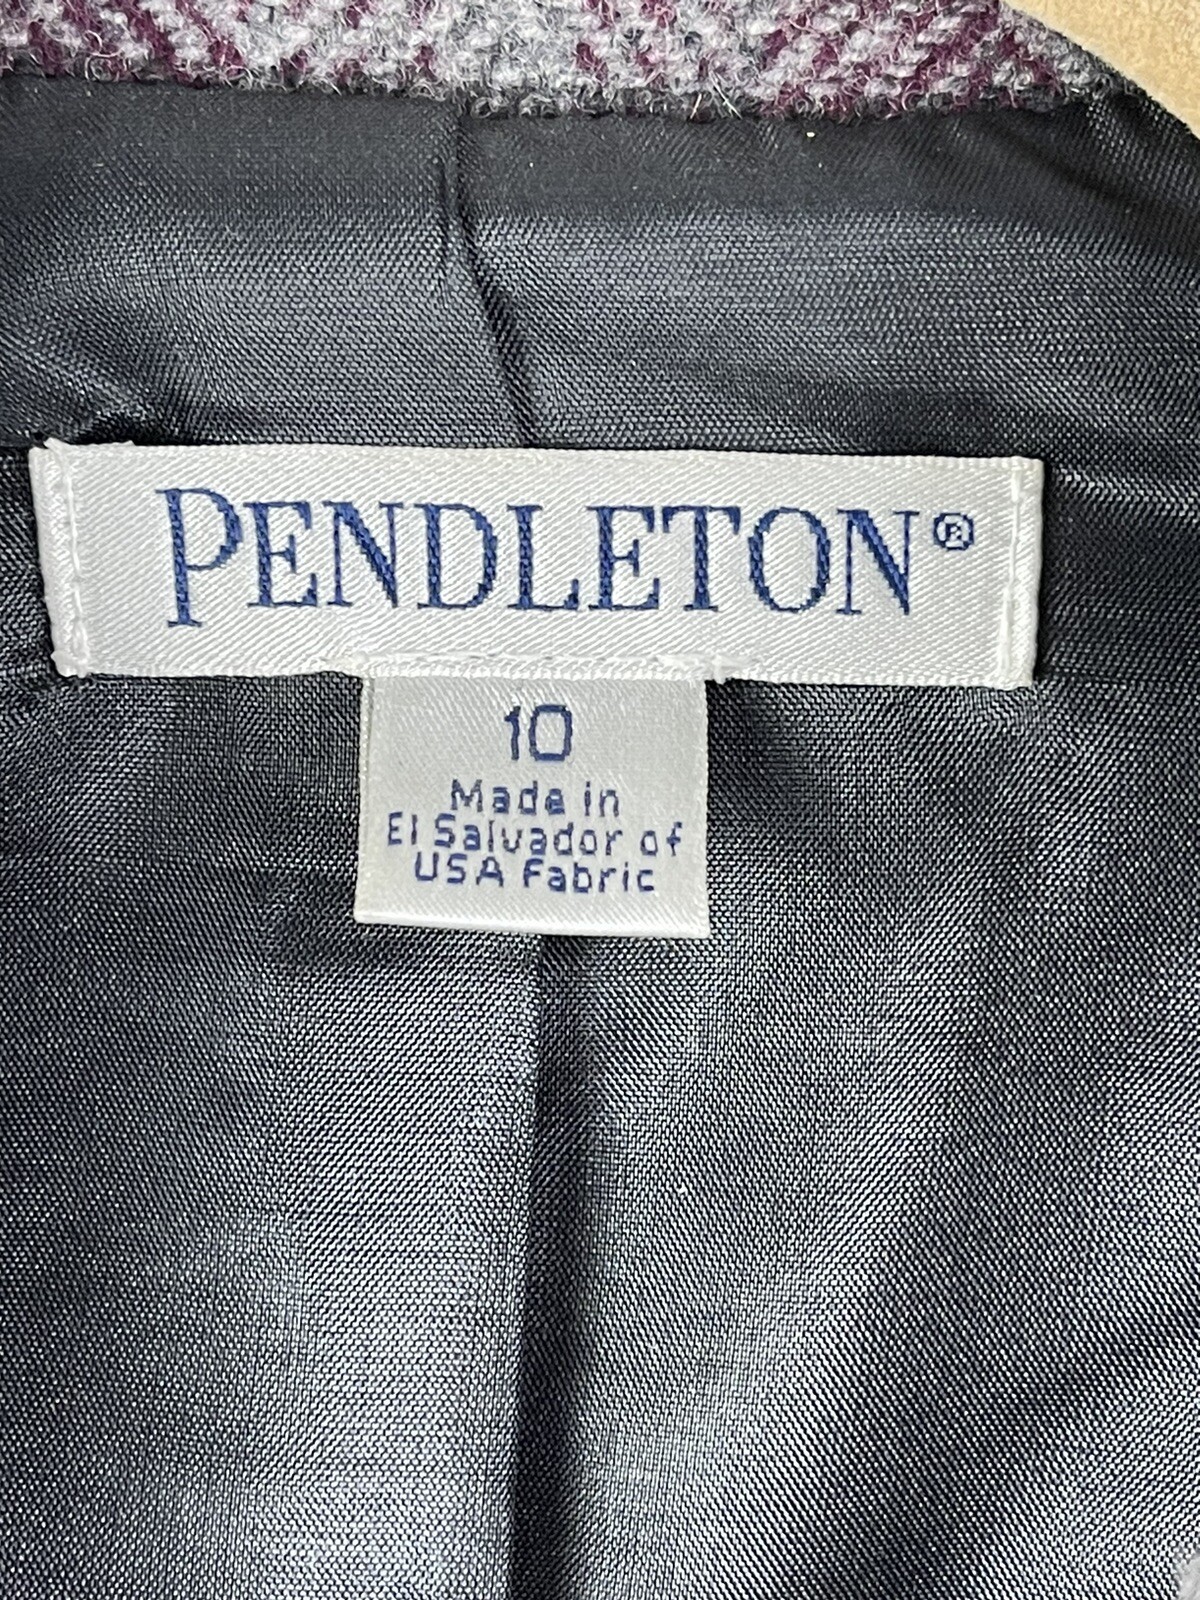 PENDLETON®
10
Made in
El Salvador of
USA Fabric